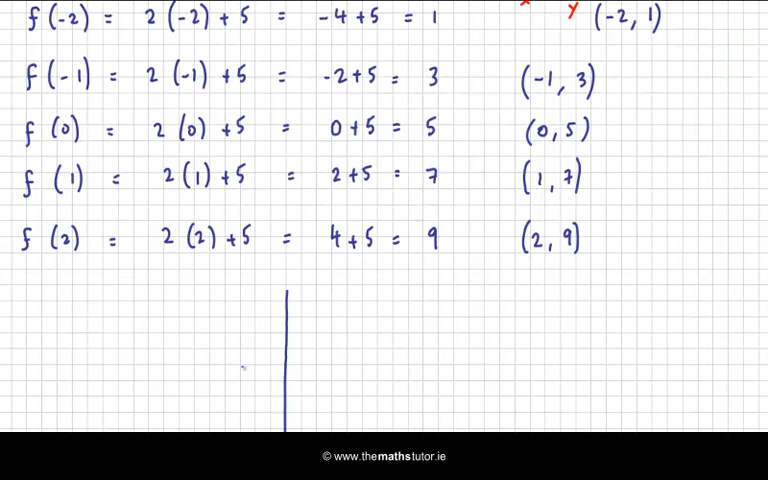 x y
f(-2) = 2(-2)+5 = -4+5 = 1 (-2, 1)
f(-1) = 2(-1)+5 = -2+5 = 3 (-1, 3)
f(0) = 2(0)+5 = 0+5 = 5 (0, 5)
f(1) = 2(1)+5 = 2+5 = 7 (1, 7)
f(2) = 2(2)+5 = 4+5 = 9 (2, 9)
© www.themathstutor.ie